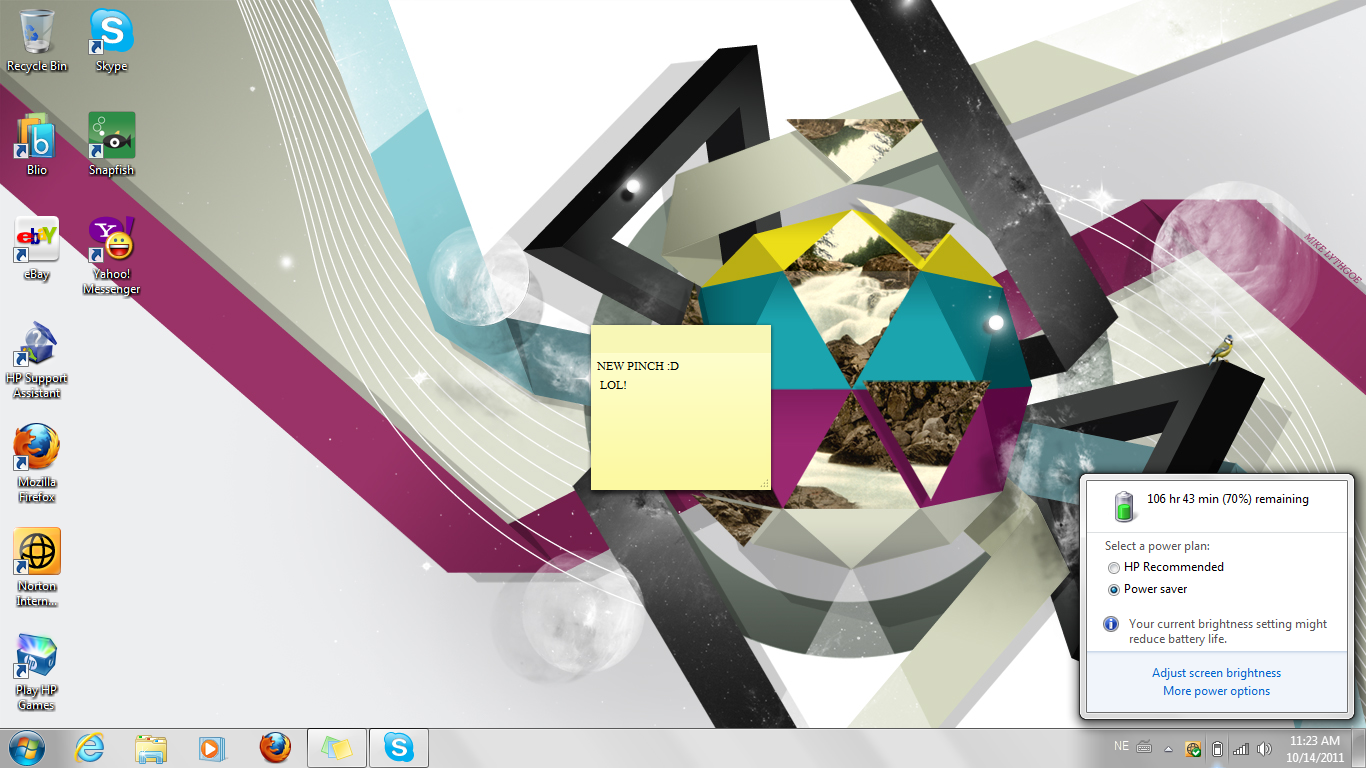 Recycle Bin
Skype
Blio
Snapfish
eBay
Yahoo!
Messenger
HP Support
Assistant
Mozilla
Firefox
Norton
Intern...
Play HP
Games
NEW PINCH :D
LOL!
MIKE LYTHGOE
106 hr 43 min (70%) remaining
Select a power plan:
HP Recommended
Power saver
Your current brightness setting might
reduce battery life.
Adjust screen brightness
More power options
NE
11:23 AM
10/14/2011